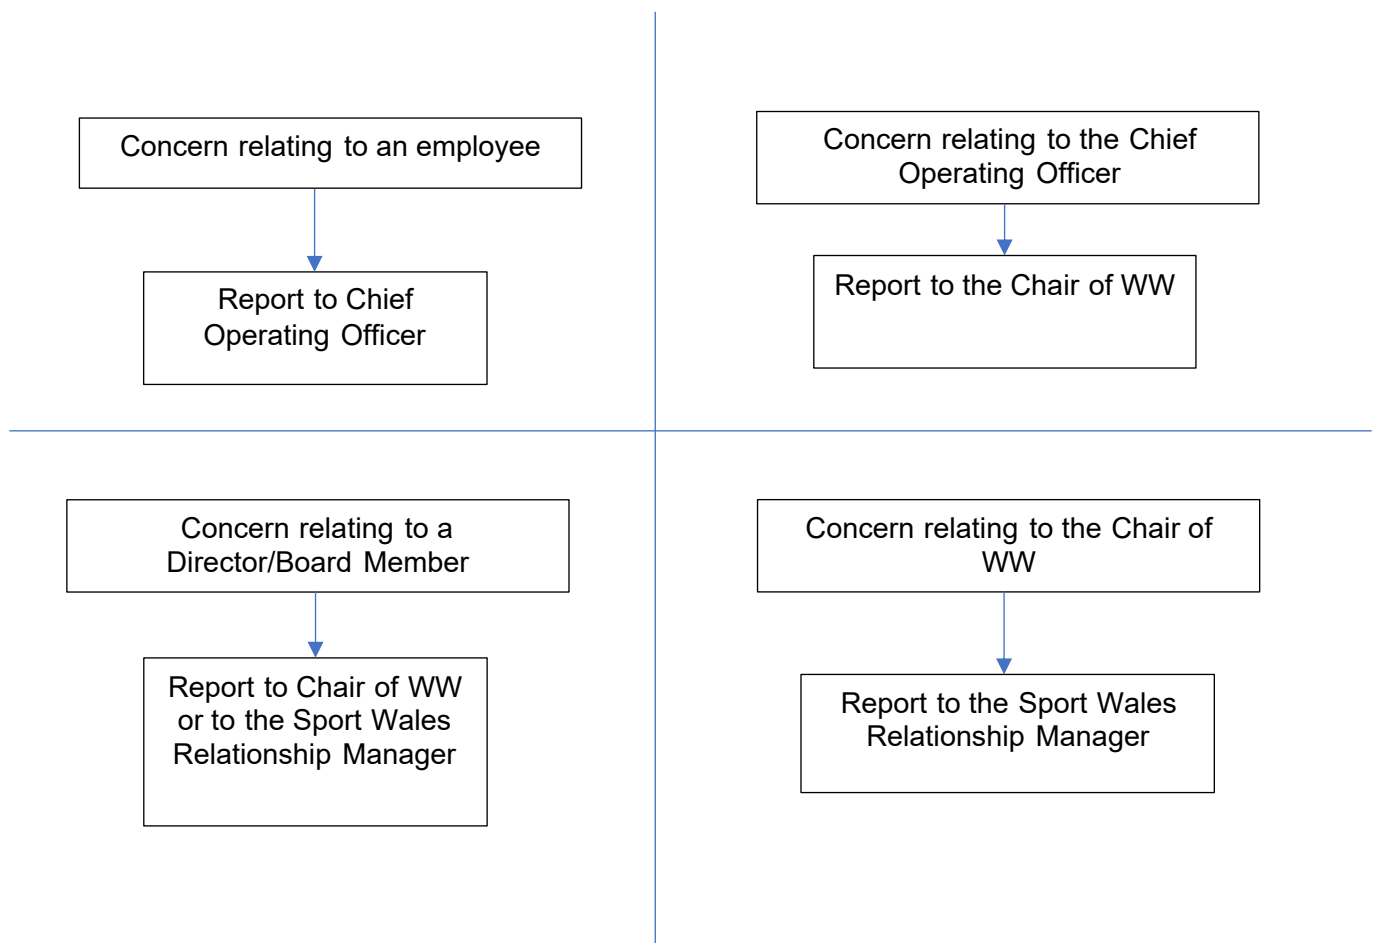 Concern relating to an employee
Report to Chief
Operating Officer
Concern relating to the Chief
Operating Officer
Report to the Chair of WW
Concern relating to a
Director/Board Member
Report to Chair of WW
or to the Sport Wales
Relationship Manager
Concern relating to the Chair of
WW
Report to the Sport Wales
Relationship Manager